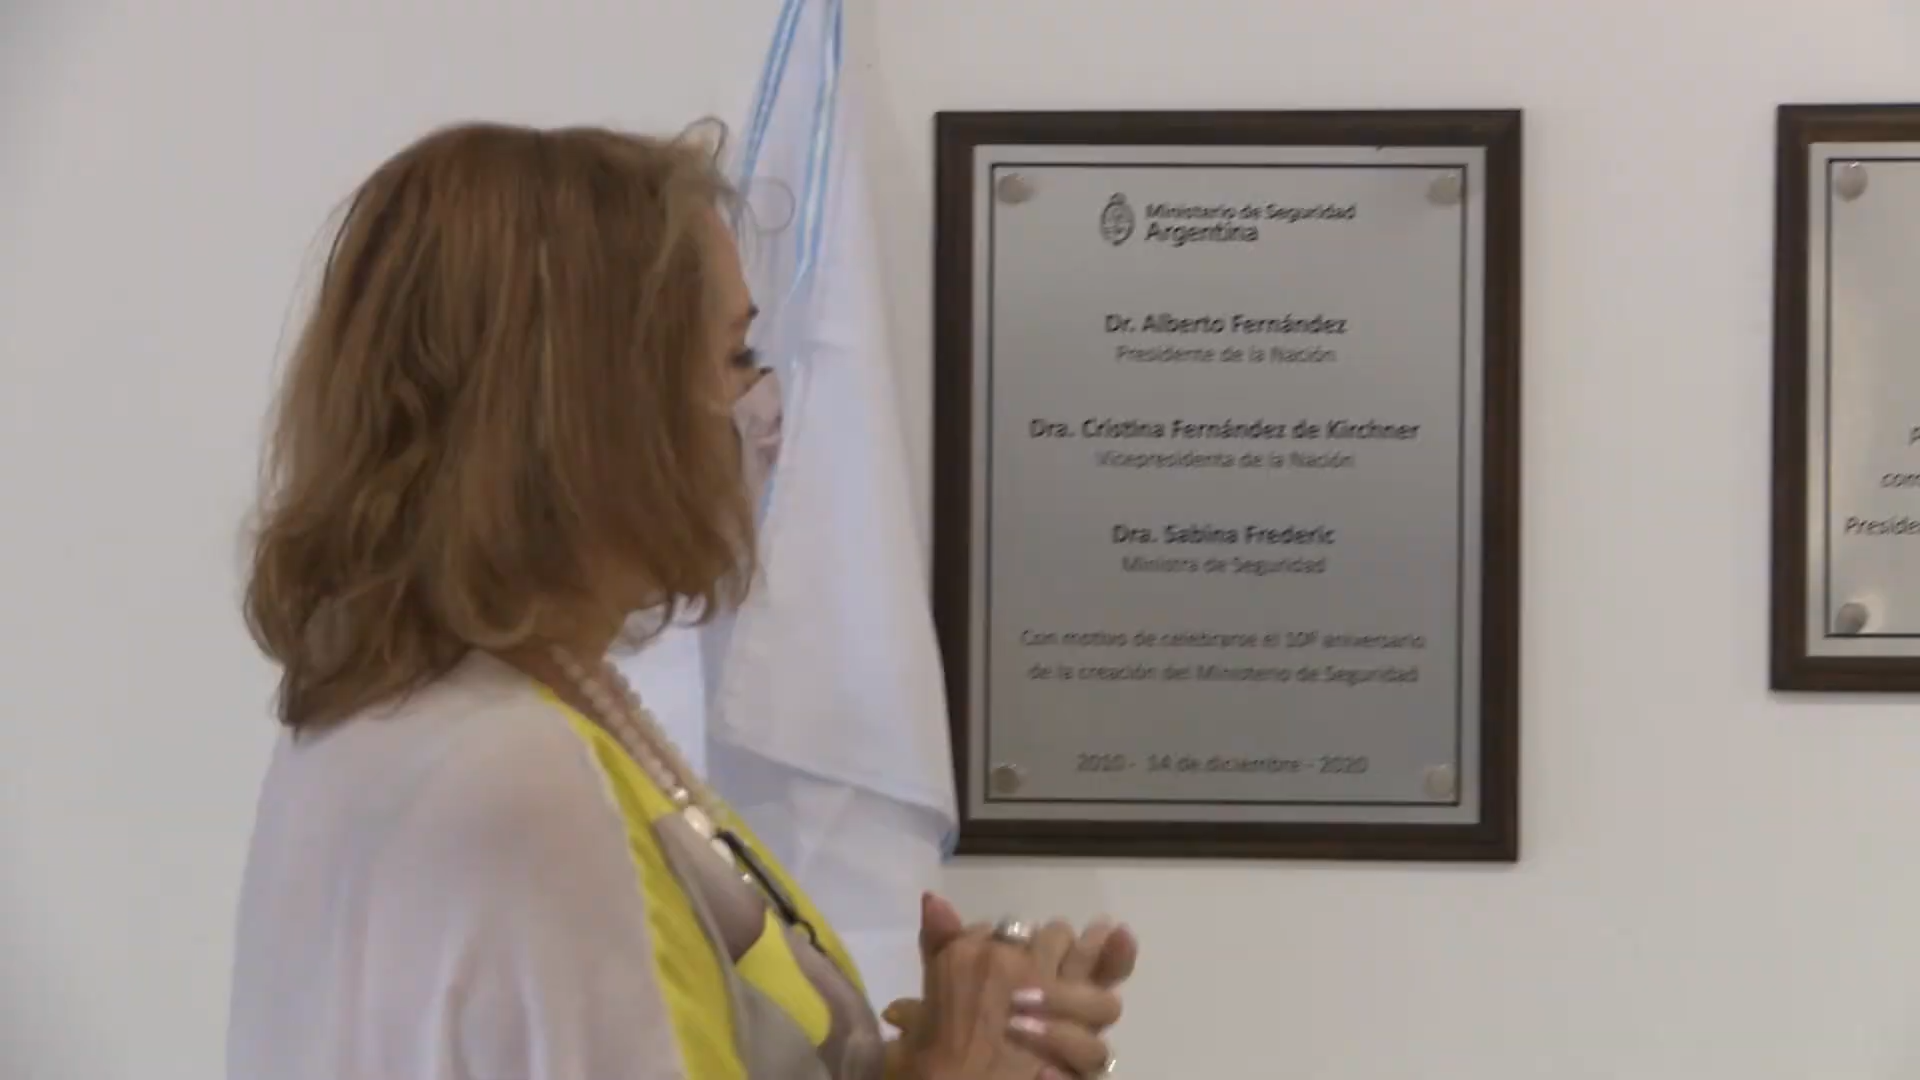 Ministerio de Seguridad
Argentina
Dr. Alberto Fernández
Presidente de la Nación
Dra. Cristina Fernández de Kirchner
Vicepresidenta de la Nación
Dra. Sabina Frederic
Ministra de Seguridad
Con motivo de celebrarse el 10º aniversario
de la creación del Ministerio de Seguridad
2010 - 14 de diciembre - 2020